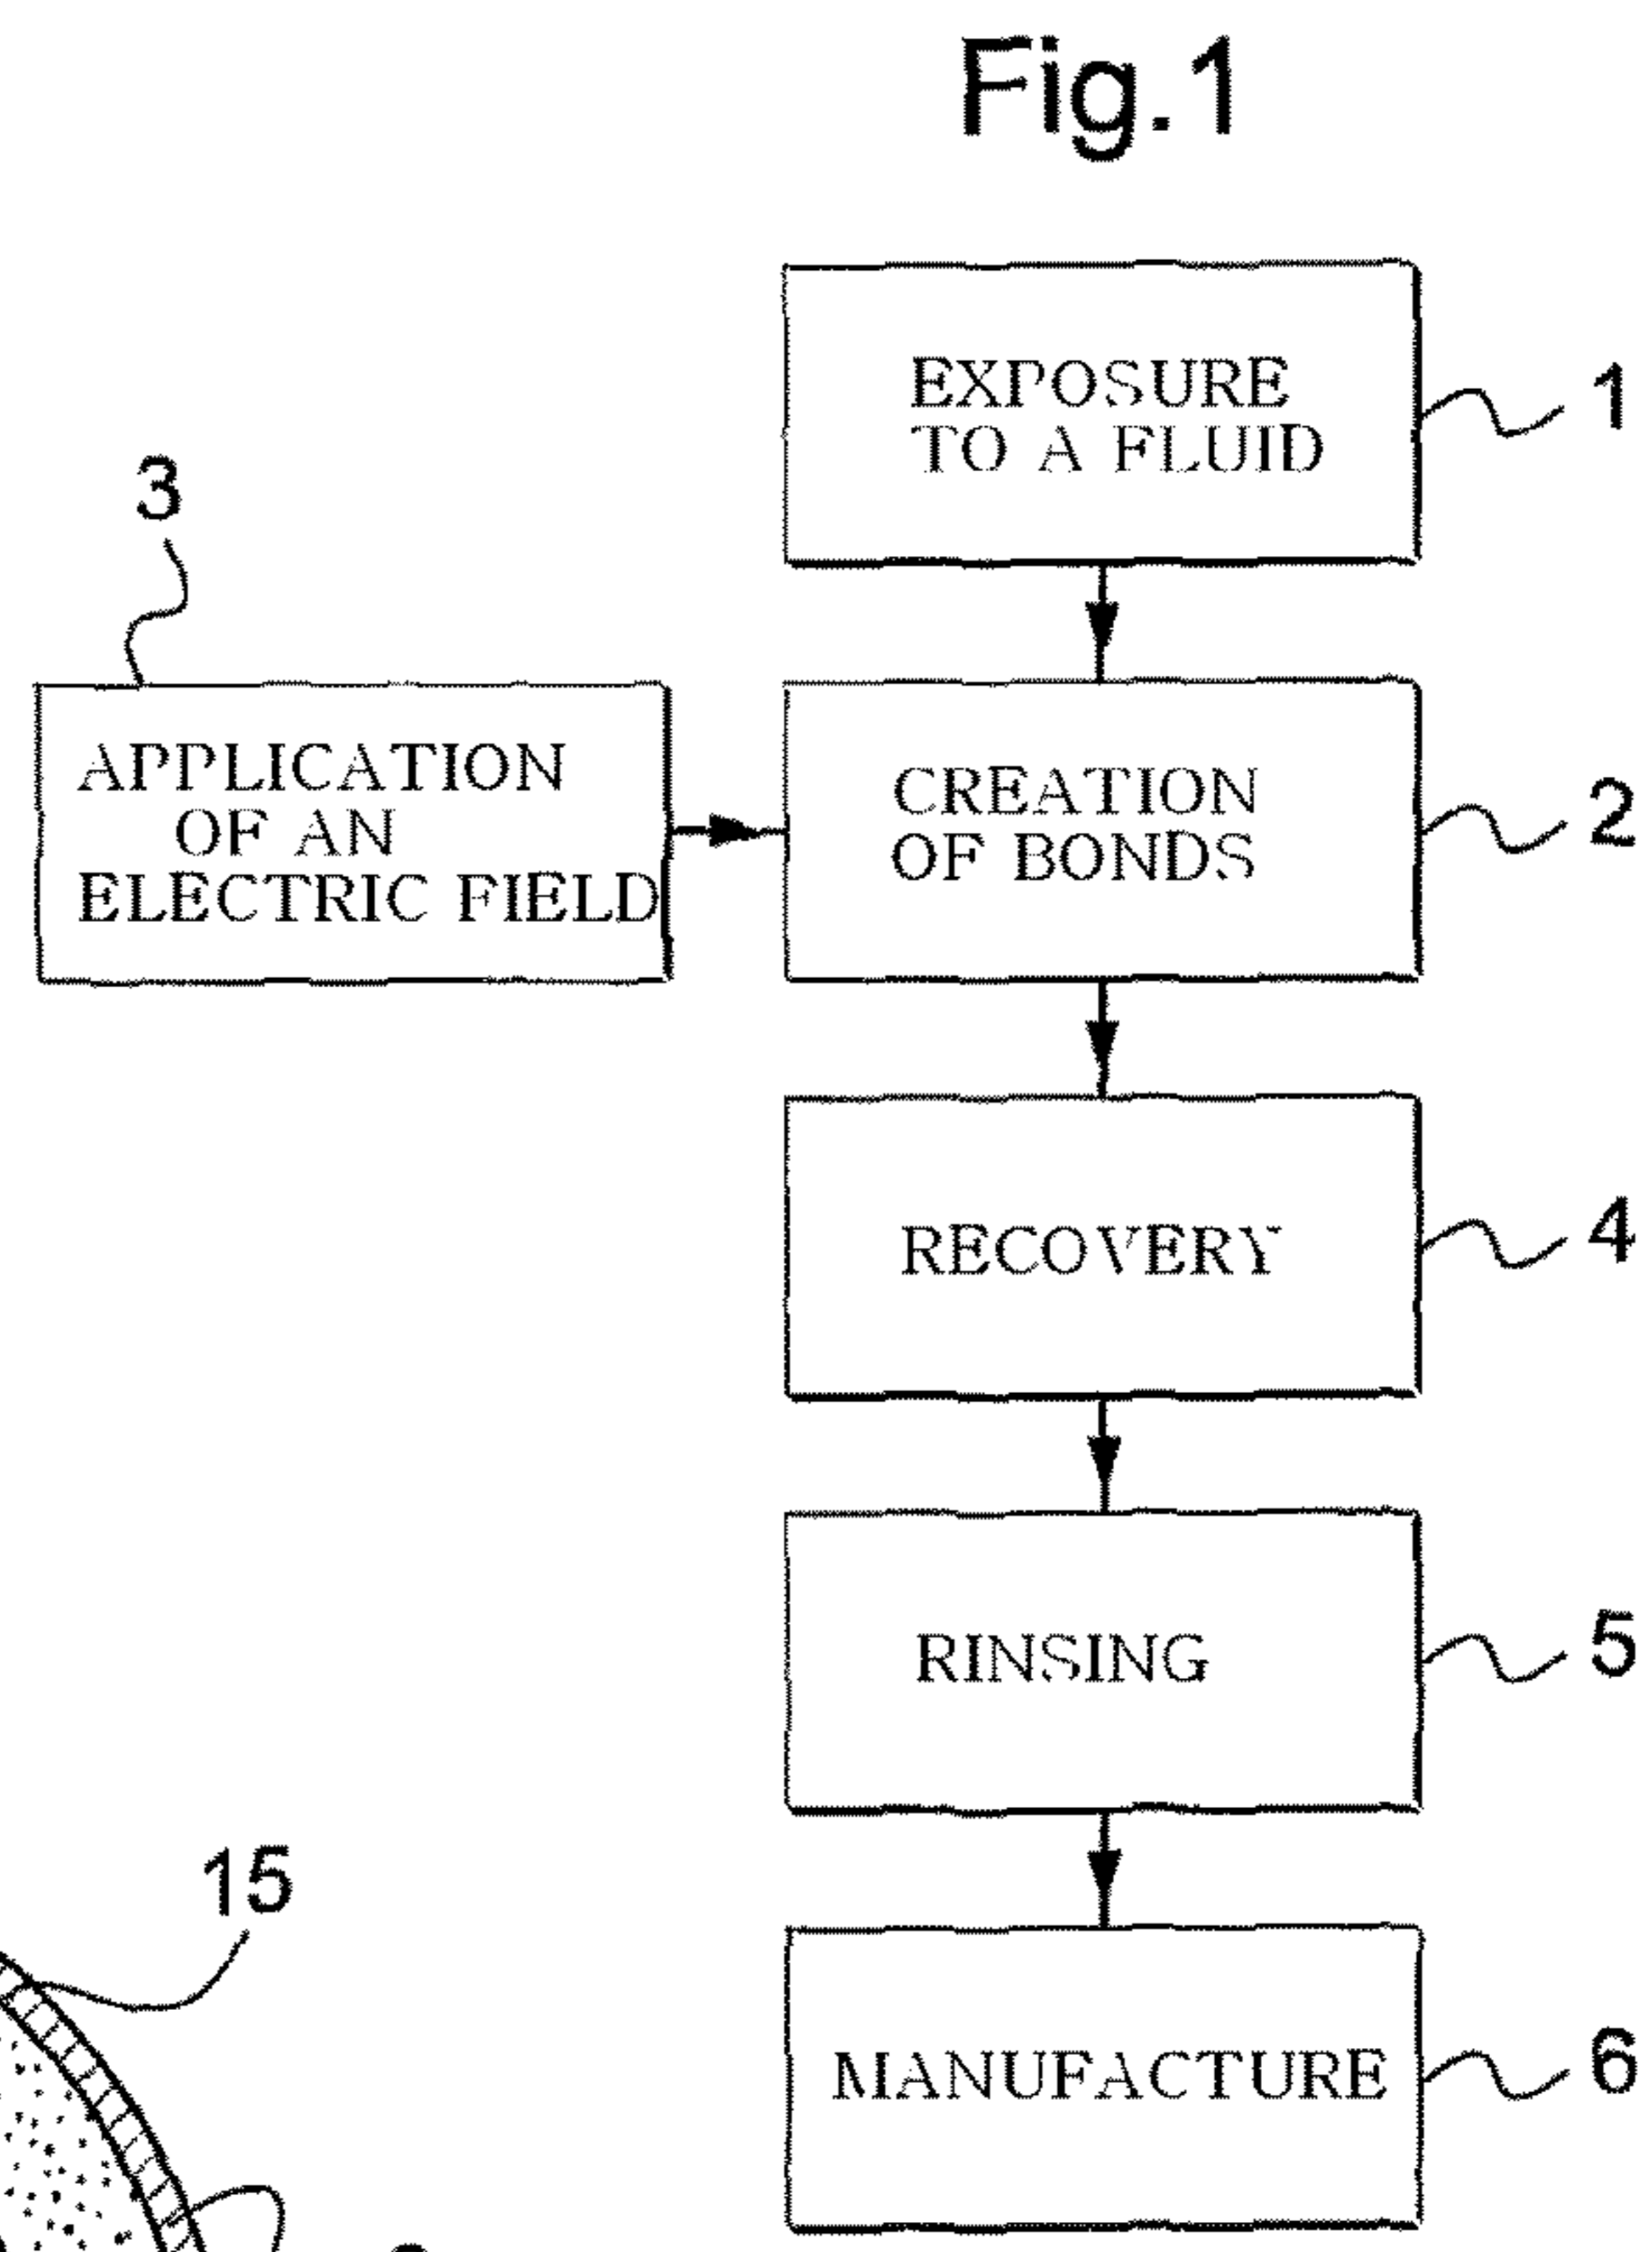 Fig.1
EXPOSURE
TO A FLUID
1
3
APPLICATION
OF AN
ELECTRIC FIELD
CREATION
OF BONDS
2
RECOVERY
4
RINSING
5
15
MANUFACTURE
6